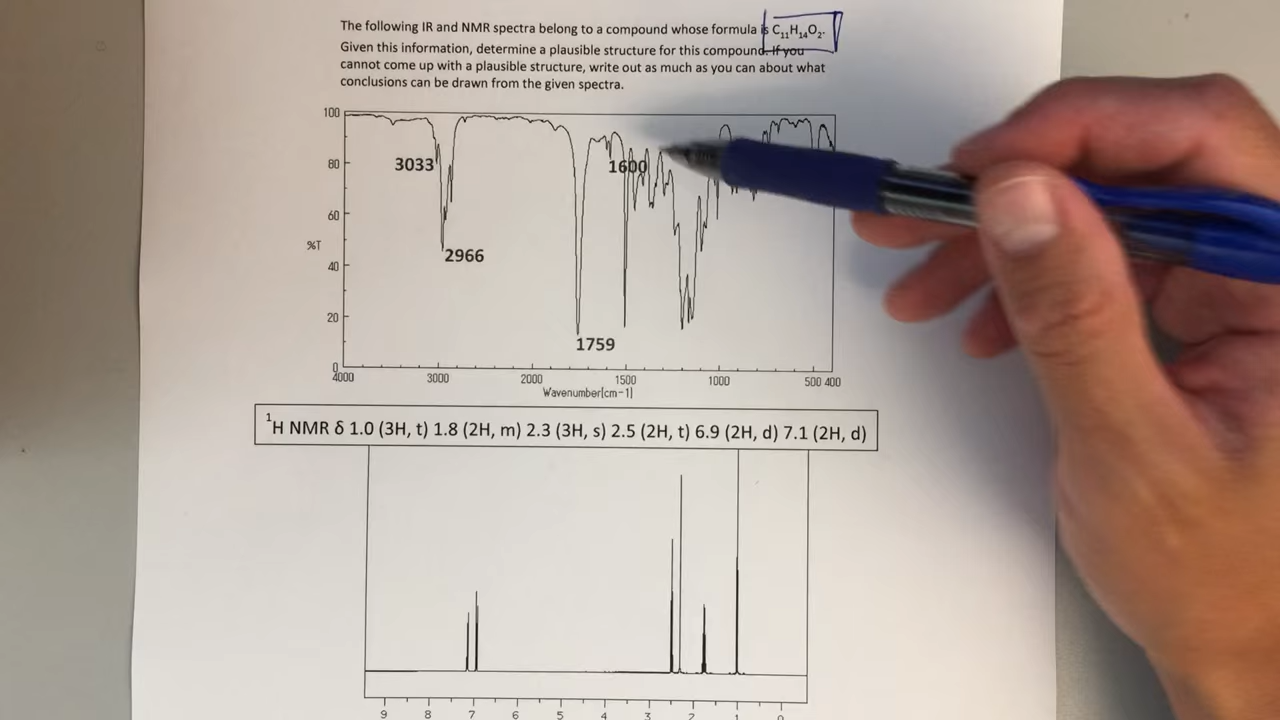 The following IR and NMR spectra belong to a compound whose formula is C₁₁H₁₄O₂.
Given this information, determine a plausible structure for this compound. If you
cannot come up with a plausible structure, write out as much as you can about what
conclusions can be drawn from the given spectra.
100
80
60
%T
40
20
0
3033
2966
1759
1600
4000 3000 2000 1500 1000 500 400
Wavenumber[cm-1]
¹H NMR δ 1.0 (3H, t) 1.8 (2H, m) 2.3 (3H, s) 2.5 (2H, t) 6.9 (2H, d) 7.1 (2H, d)
9 8 7 6 5 4 3 2 1 0